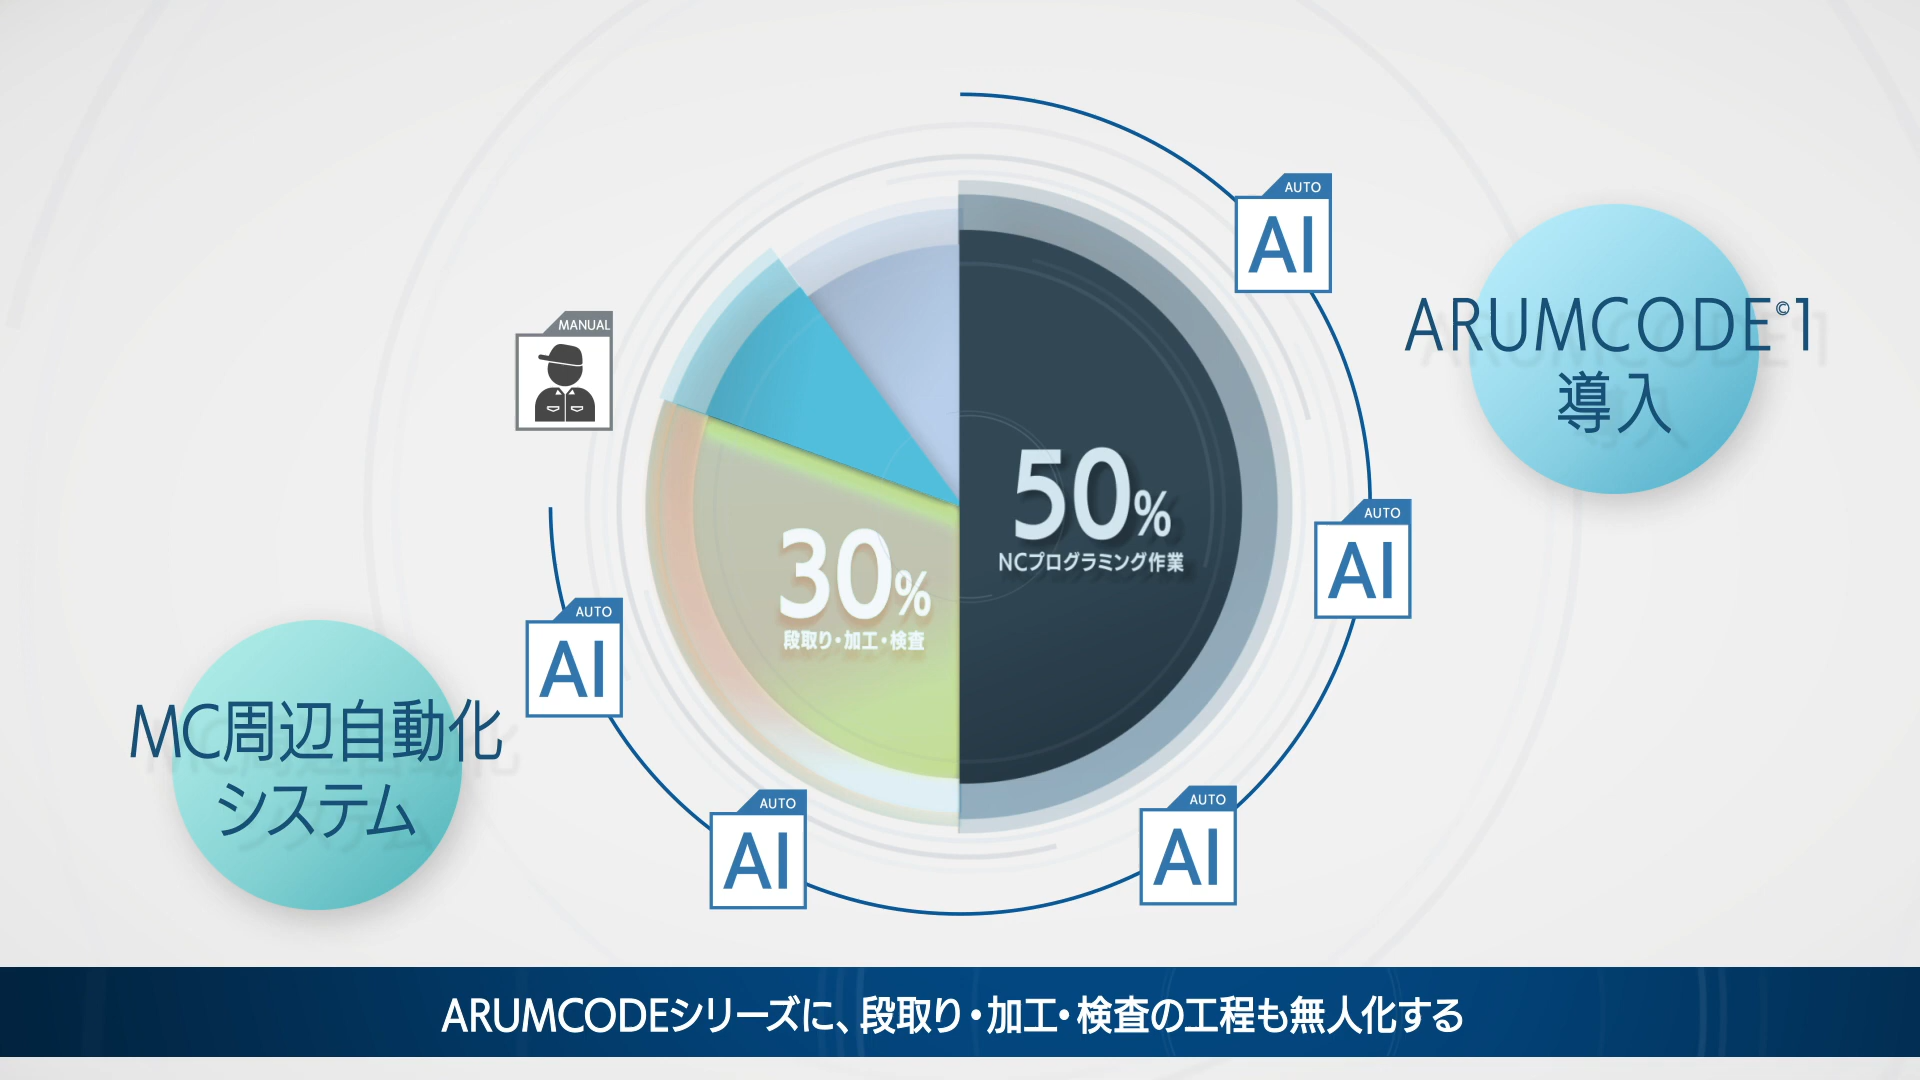 AUTO
AI
ARUMCODE©1
導入
MANUAL
50%
NCプログラミング作業
AUTO
AI
30%
段取り・加工・検査
AUTO
AI
MC周辺自動化
システム
AUTO
AI
AUTO
AI
ARUMCODEシリーズに、段取り・加工・検査の工程も無人化する